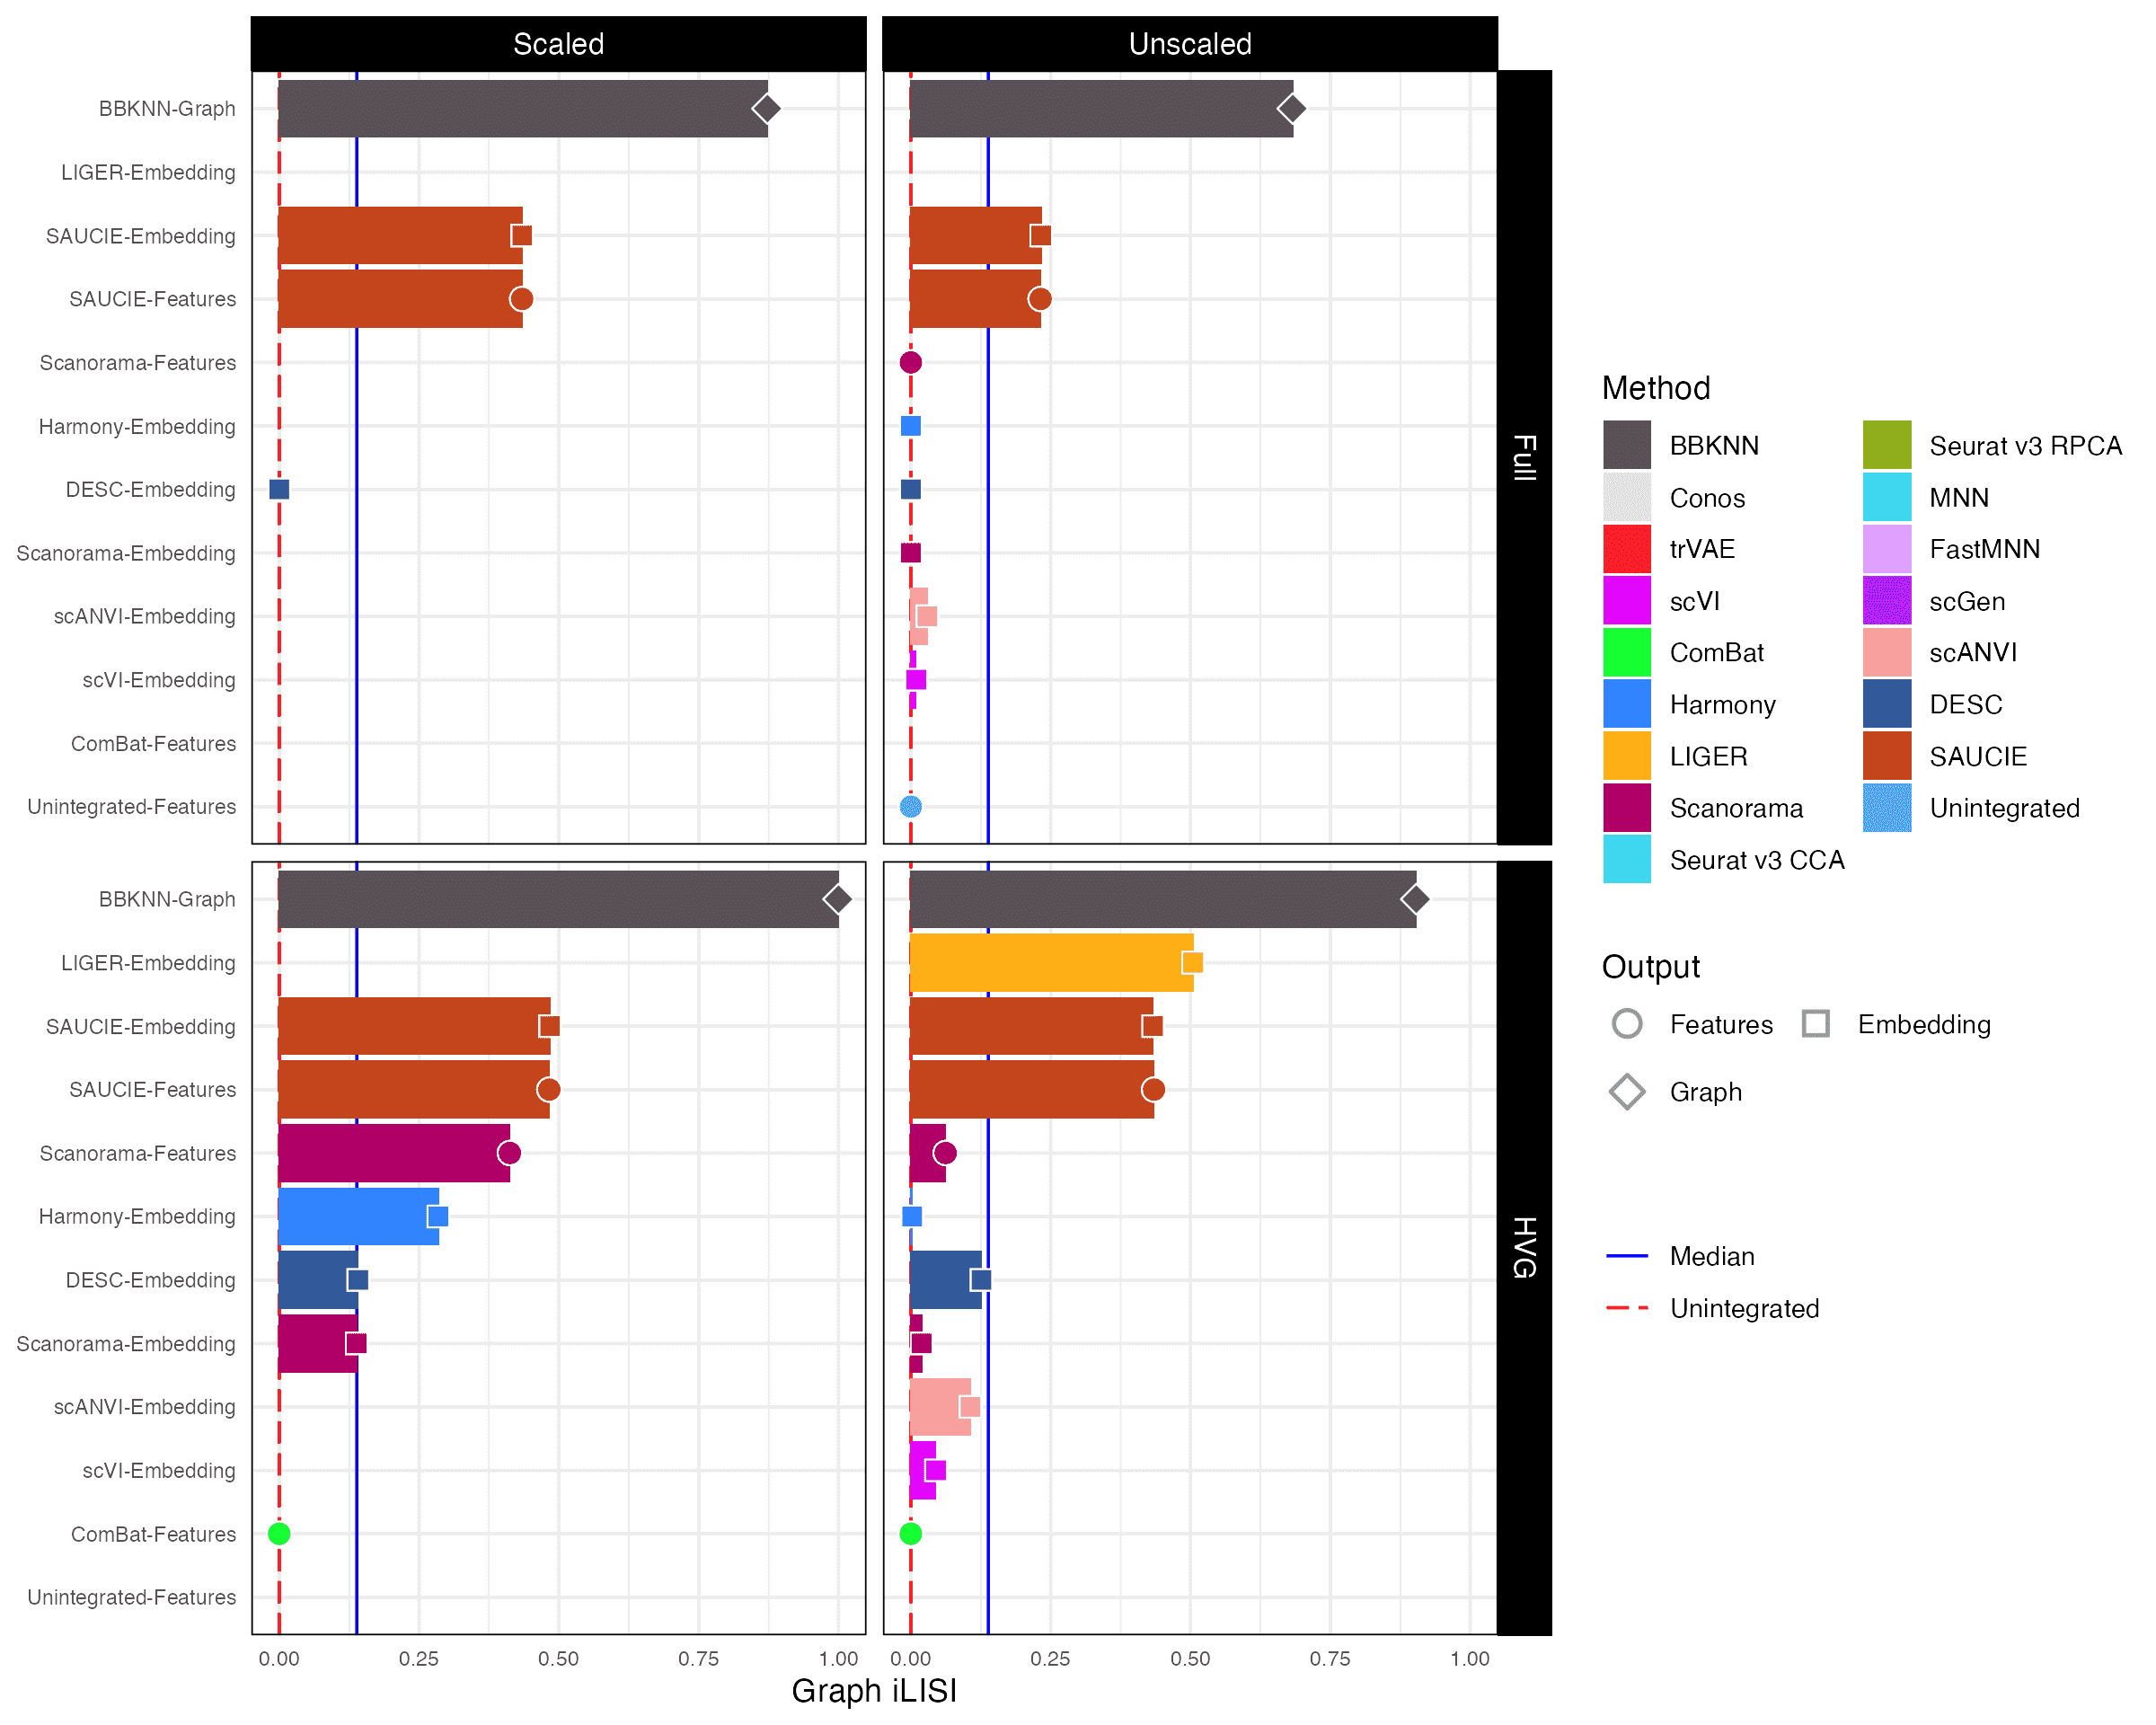 Scaled
Unscaled
BBKNN-Graph
LIGER-Embedding
SAUCIE-Embedding
SAUCIE-Features
Scanorama-Features
Harmony-Embedding
DESC-Embedding
Scanorama-Embedding
scANVI-Embedding
scVI-Embedding
ComBat-Features
Unintegrated-Features
Full
BBKNN-Graph
LIGER-Embedding
SAUCIE-Embedding
SAUCIE-Features
Scanorama-Features
Harmony-Embedding
DESC-Embedding
Scanorama-Embedding
scANVI-Embedding
scVI-Embedding
ComBat-Features
Unintegrated-Features
HVG
0.00 0.25 0.50 0.75 1.00
0.00 0.25 0.50 0.75 1.00
Graph iLISI
Method
BBKNN
Conos
trVAE
scVI
ComBat
Harmony
LIGER
Scanorama
Seurat v3 CCA
Seurat v3 RPCA
MNN
FastMNN
scGen
scANVI
DESC
SAUCIE
Unintegrated
Output
Features
Embedding
Graph
Median
Unintegrated